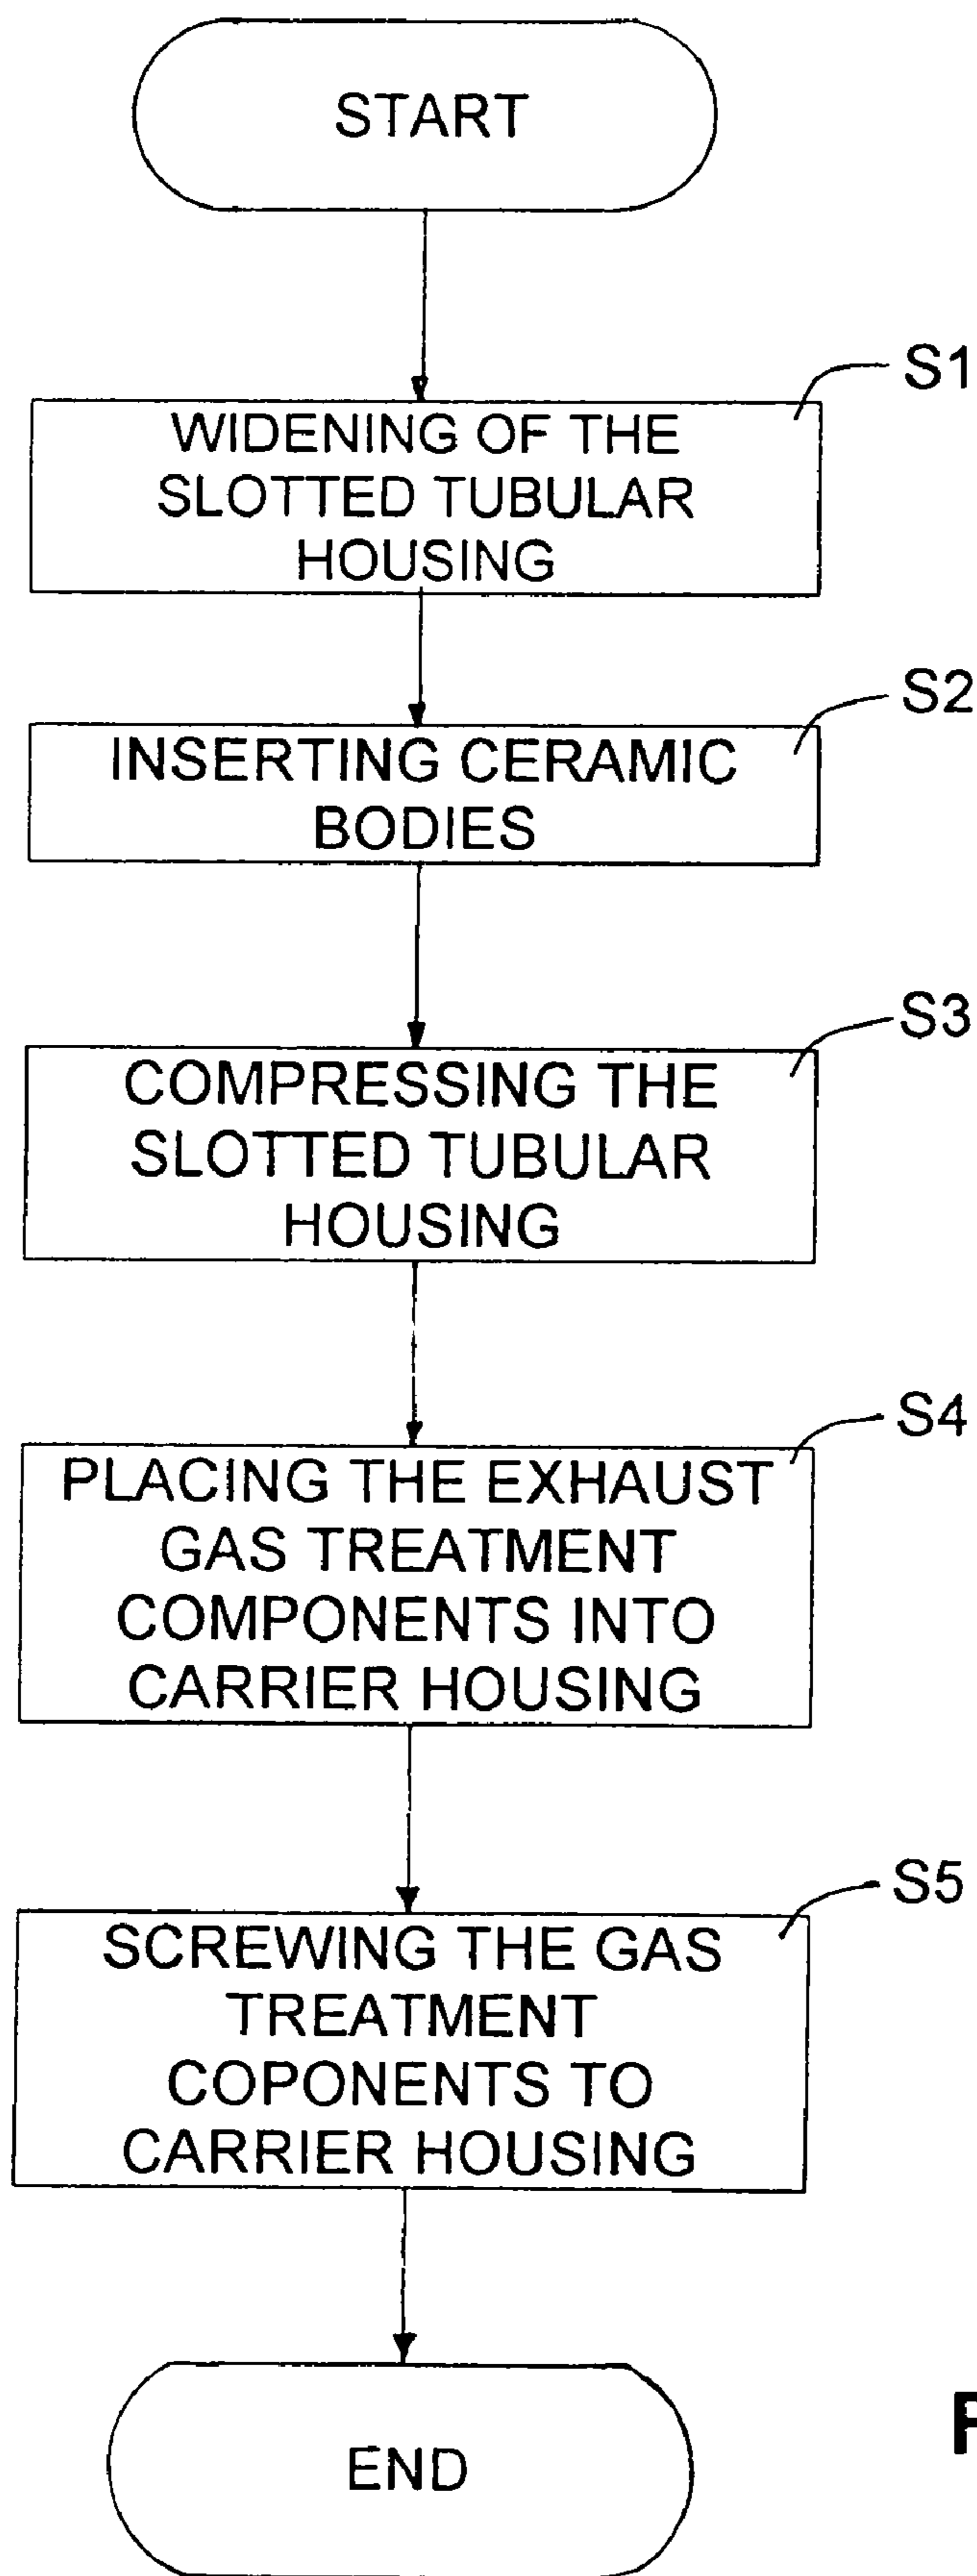 START
S1
WIDENING OF THE
SLOTTED TUBULAR
HOUSING
S2
INSERTING CERAMIC
BODIES
S3
COMPRESSING THE
SLOTTED TUBULAR
HOUSING
S4
PLACING THE EXHAUST
GAS TREATMENT
COMPONENTS INTO
CARRIER HOUSING
S5
SCREWING THE GAS
TREATMENT
COPONENTS TO
CARRIER HOUSING
END